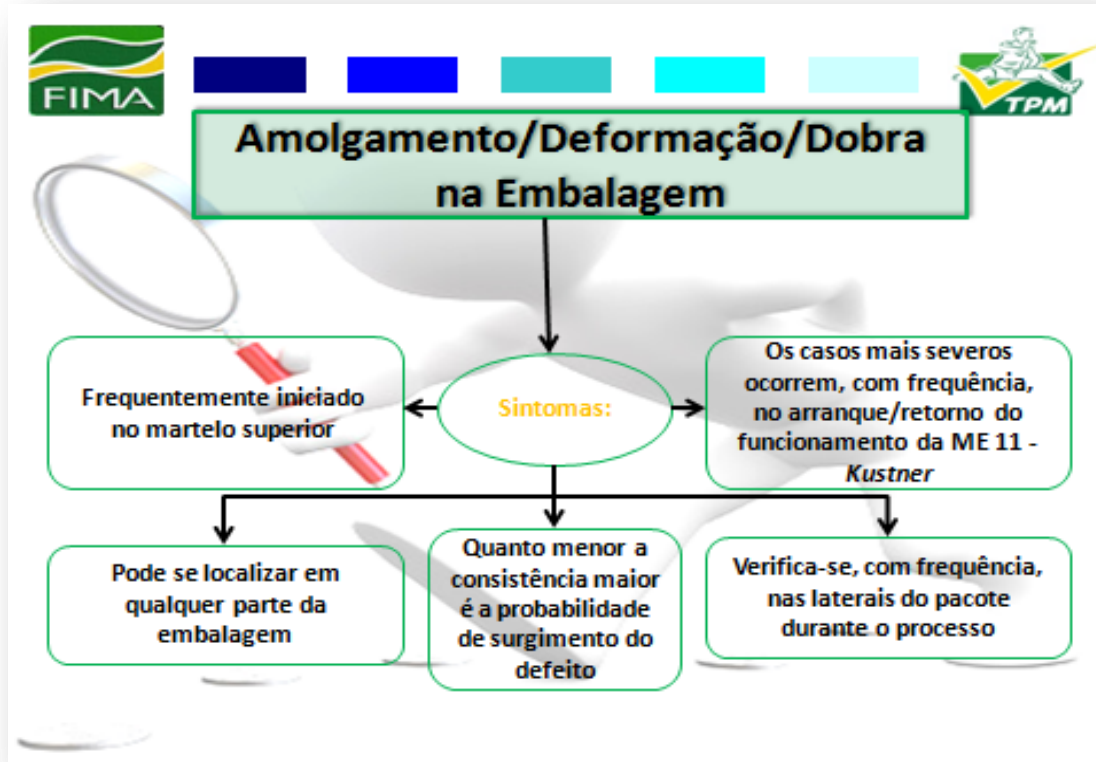 FIMA
TPM
Amolgamento/Deformação/Dobra
na Embalagem
Frequentemente iniciado
no martelo superior
Sintomas:
Os casos mais severos
ocorrem, com frequência,
no arranque/retorno do
funcionamento da ME 11 -
Kustner
Pode se localizar em
qualquer parte da
embalagem
Quanto menor a
consistência maior
é a probabilidade
de surgimento do
defeito
Verifica-se, com frequência,
nas laterais do pacote
durante o processo